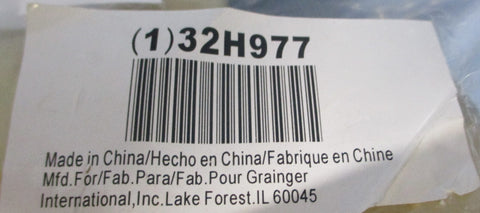 (1)32H977
Made in China/Hecho en China/Fabrique en Chine
Mfd.For/Fab.Para/Fab.Pour Grainger
International,Inc.Lake Forest.IL 60045